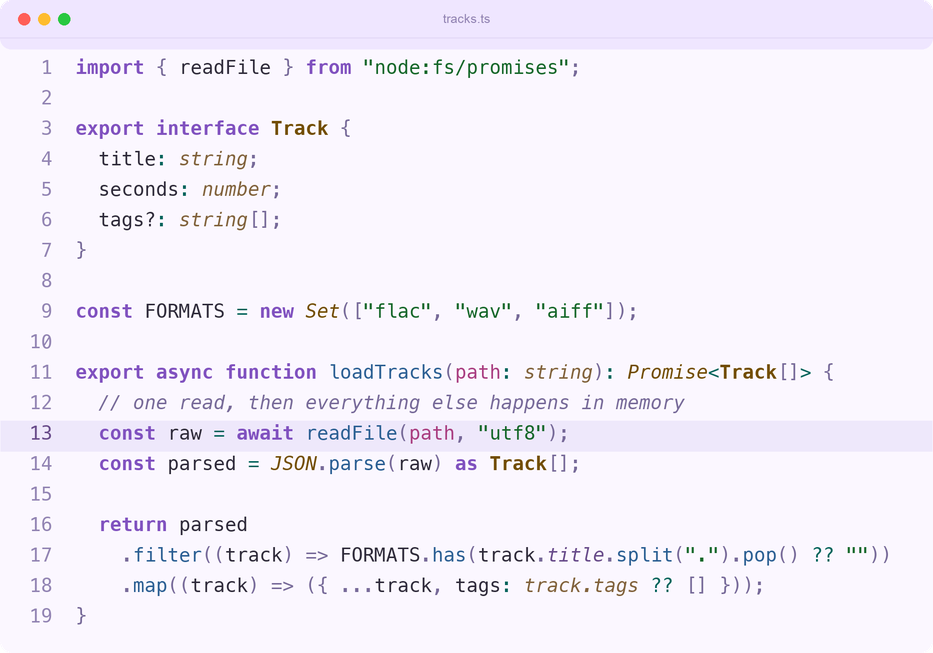 tracks.ts
1 import { readFile } from "node:fs/promises";
2
3 export interface Track {
4   title: string;
5   seconds: number;
6   tags?: string[];
7 }
8
9 const FORMATS = new Set(["flac", "wav", "aiff"]);
10
11 export async function loadTracks(path: string): Promise<Track[]> {
12   // one read, then everything else happens in memory
13   const raw = await readFile(path, "utf8");
14   const parsed = JSON.parse(raw) as Track[];
15
16   return parsed
17     .filter((track) => FORMATS.has(track.title.split(".").pop() ?? ""))
18     .map((track) => ({ ...track, tags: track.tags ?? [] }));
19 }